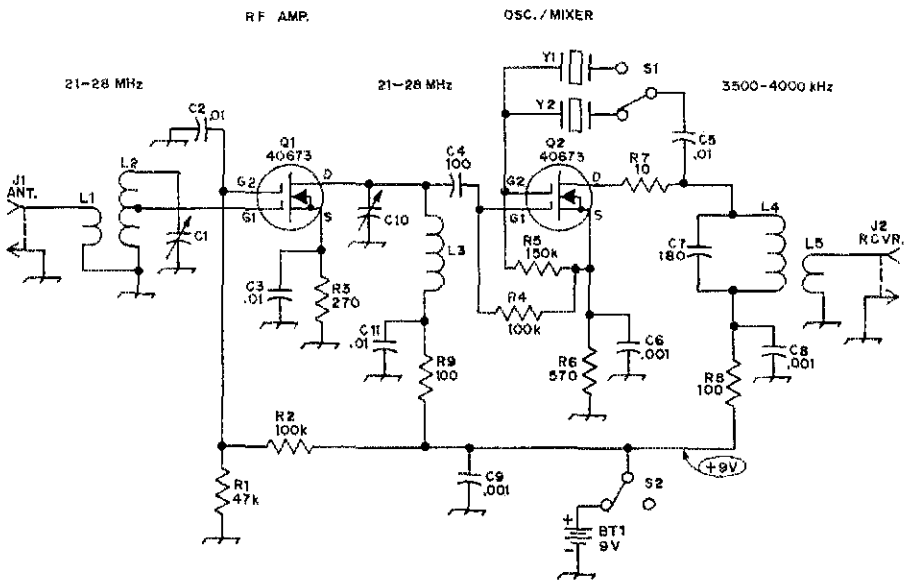 RF AMP.
OSC./MIXER
Y1
S1
21-28 MHz
21-28 MHz
Y2
3500-4000 kHz
C2
.01
Q1
40673
Q2
40673
C4
100
R7
10
C5
.01
J1
ANT.
L1
L2
C1
G2
G1
D
S
C10
G2
G1
D
S
L4
L5
J2
RCVR.
C7
180
L3
R5
150k
R4
100k
C3
.01
R3
270
C11
.01
R9
100
R6
570
C6
.001
R8
100
C8
.001
R2
100k
R1
47k
C9
.001
S2
+9V
+
-
BT1
9V